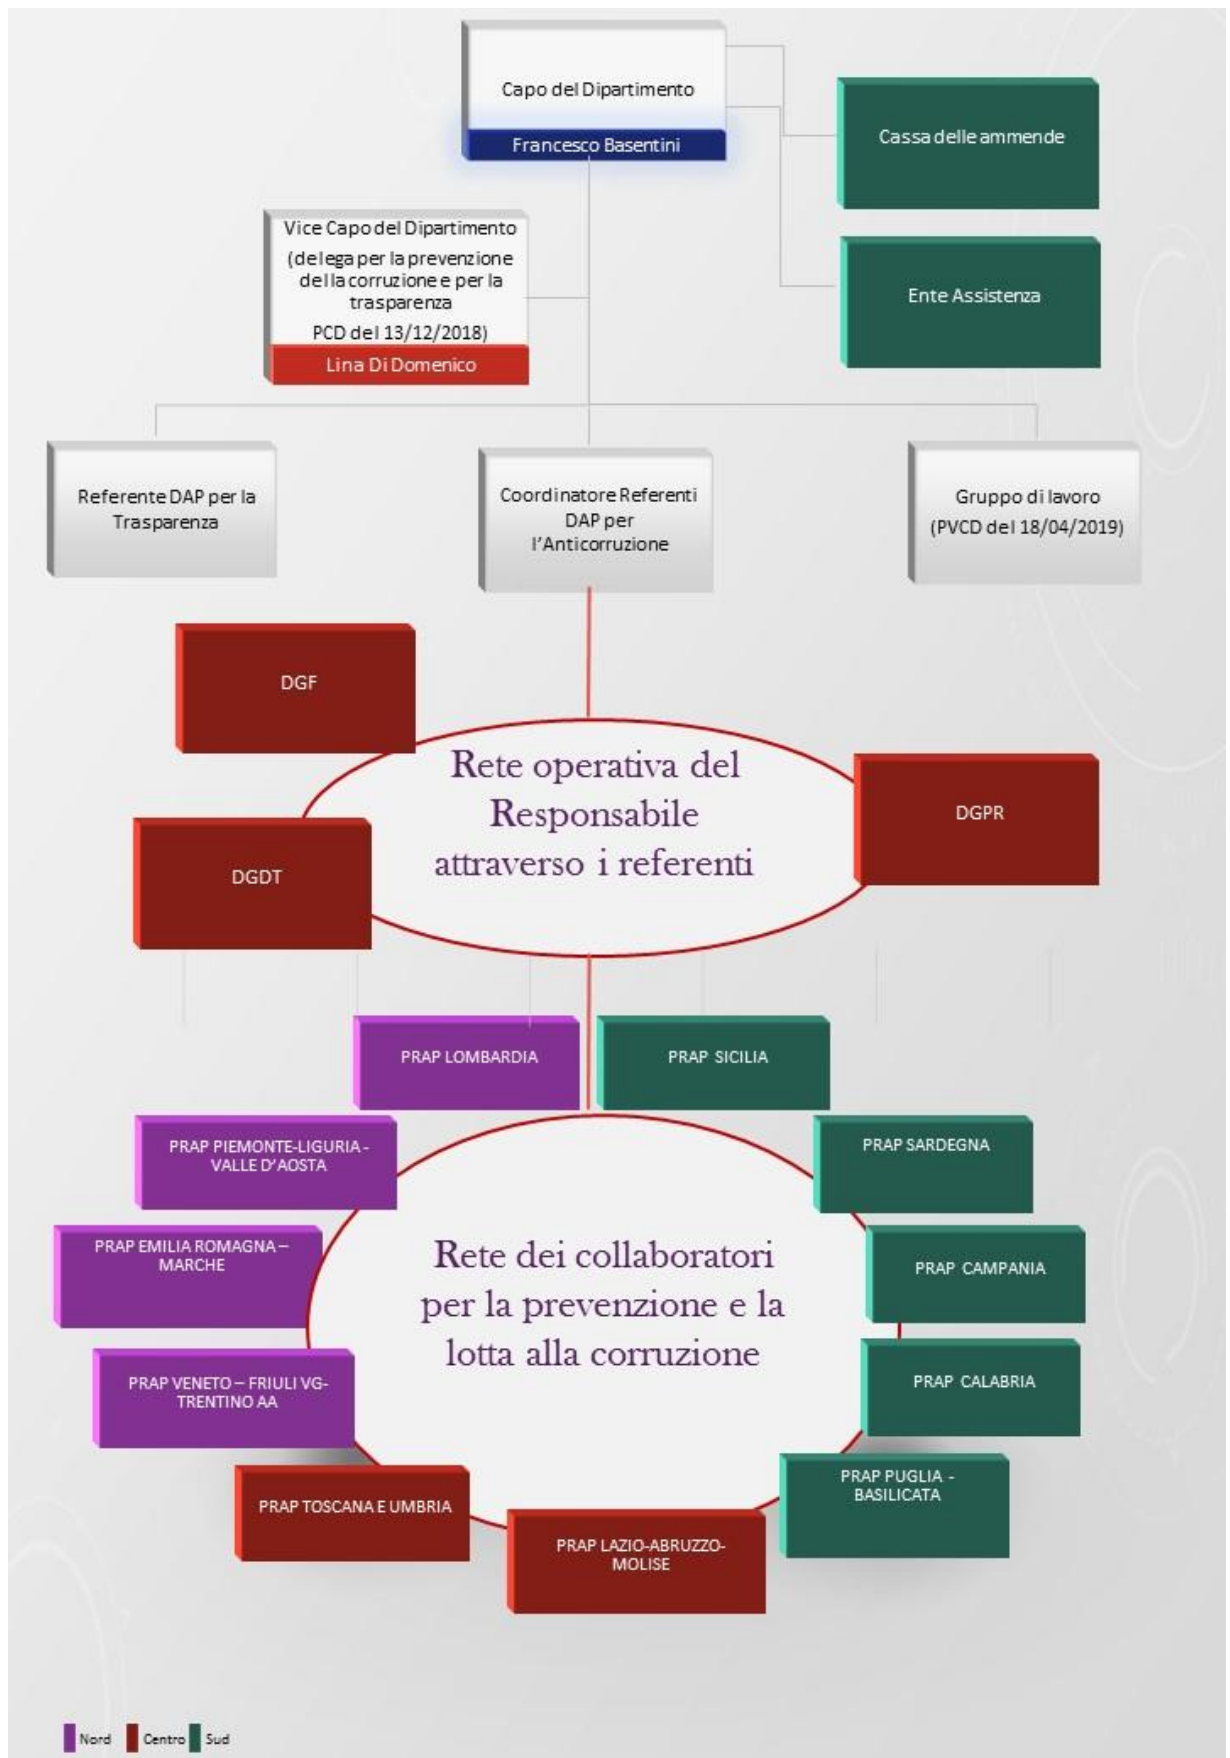 Capo del Dipartimento
Francesco Basentini
Cassa delle ammende
Ente Assistenza
Vice Capo del Dipartimento
(delega per la prevenzione
della corruzione e per la
trasparenza
PCD del 13/12/2018)
Lina Di Domenico
Referente DAP per la
Trasparenza
Coordinatore Referenti
DAP per
l'Anticorruzione
Gruppo di lavoro
(PVCD del 18/04/2019)
DGF
Rete operativa del
Responsabile
attraverso i referenti
DGPR
DGDT
PRAP LOMBARDIA
PRAP SICILIA
PRAP PIEMONTE-LIGURIA -
VALLE D'AOSTA
PRAP SARDEGNA
PRAP EMILIA ROMAGNA –
MARCHE
Rete dei collaboratori
per la prevenzione e la
lotta alla corruzione
PRAP CAMPANIA
PRAP VENETO – FRIULI VG-
TRENTINO AA
PRAP CALABRIA
PRAP TOSCANA E UMBRIA
PRAP PUGLIA -
BASILICATA
PRAP LAZIO-ABRUZZO-
MOLISE
Nord Centro Sud